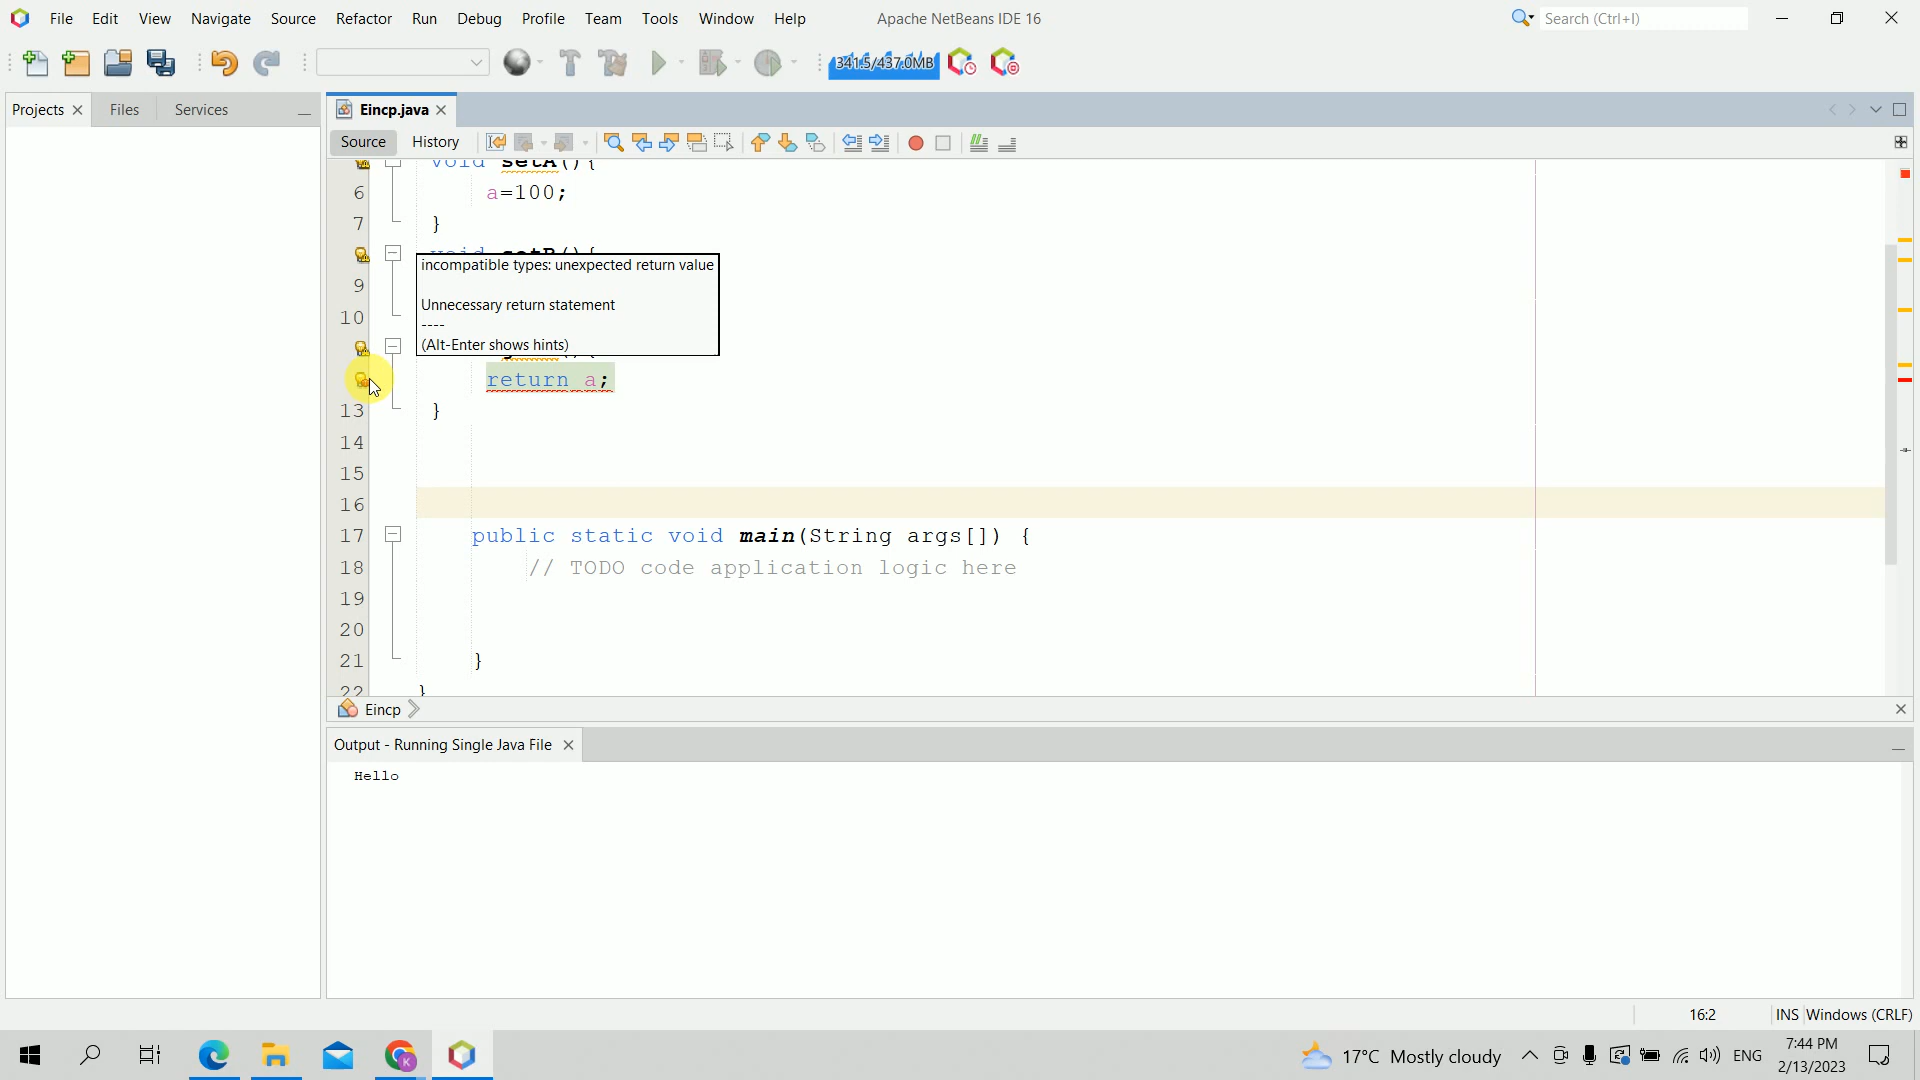 File Edit View Navigate Source Refactor Run Debug Profile Team Tools Window Help Apache NetBeans IDE 16 Search (Ctrl+I)
341.5/437.0MB
Projects Files Services Eincp.java
Source History
void setA(){
6 a=100;
7 }
void setB(){
incompatible types: unexpected return value
9
Unnecessary return statement
10
----
(Alt-Enter shows hints)
return a;
13 }
14
15
16
17 public static void main(String args[]) {
18 // TODO code application logic here
19
20
21 }
22 }
Eincp
Output - Running Single Java File
Hello
16:2 INS Windows (CRLF)
17°C Mostly cloudy ENG 7:44 PM
2/13/2023